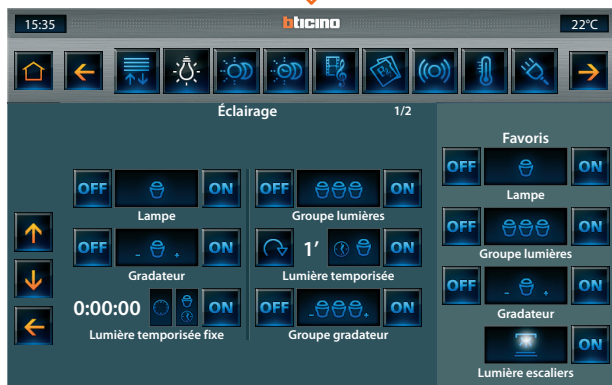 15:35 bticino 22°C
Éclairage 1/2
Favoris
OFF ON OFF ON OFF ON
Lampe Groupe lumières Lampe
OFF - + ON 1’ ON OFF ON
Gradateur Lumière temporisée Groupe lumières
0:00:00 ON OFF - + ON OFF - + ON
Lumière temporisée fixe Groupe gradateur Gradateur
ON
Lumière escaliers